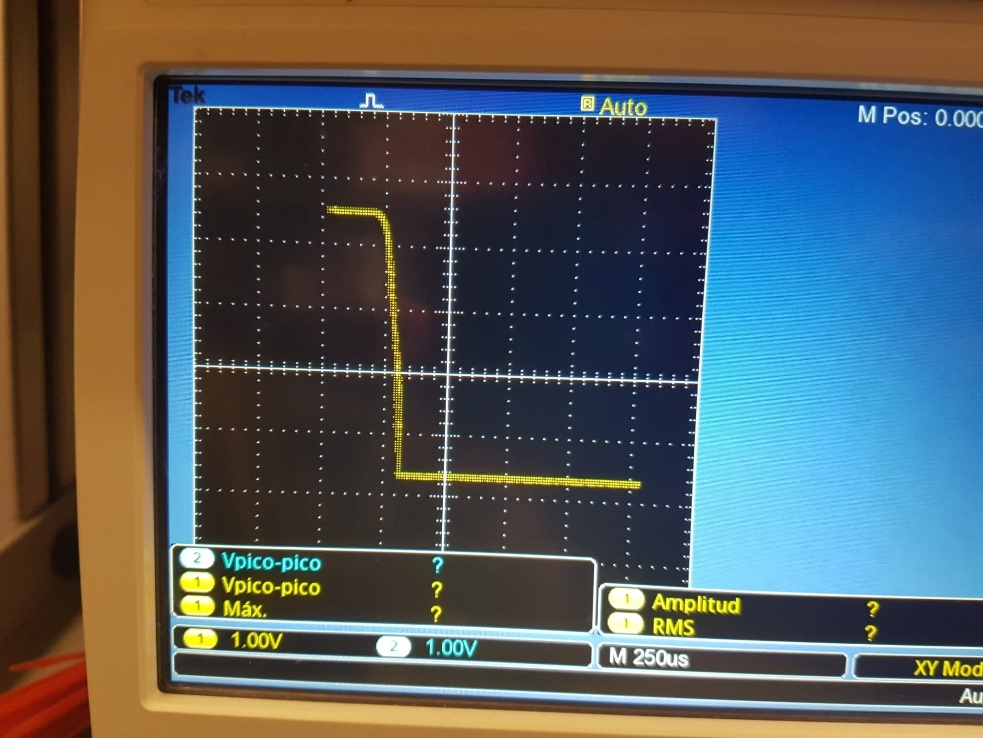 Tek
R Auto
M Pos: 0.000
2 Vpico-pico ?
1 Vpico-pico ?
1 Máx. ?
1 Amplitud ?
1 RMS ?
1 1.00V 2 1.00V
M 250us
XY Mod
Au